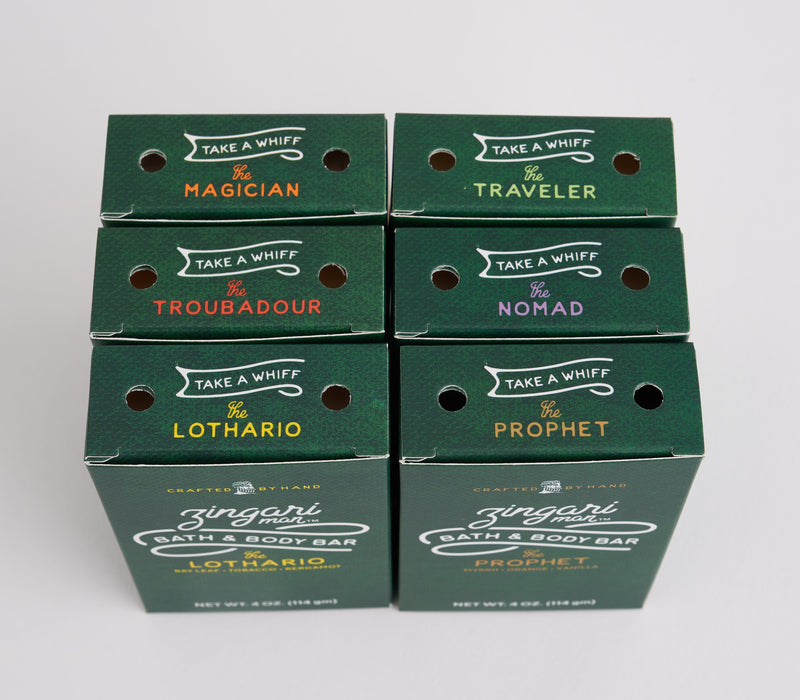 TAKE A WHIFF
the
MAGICIAN
TAKE A WHIFF
the
TRAVELER
TAKE A WHIFF
the
TROUBADOUR
TAKE A WHIFF
the
NOMAD
TAKE A WHIFF
the
LOTHARIO
CRAFTED BY HAND
zingari
man™
BATH & BODY BAR
the
LOTHARIO
BAY LEAF • TOBACCO • BERGAMOT
NET WT. 4 OZ. (114 gm)
TAKE A WHIFF
the
PROPHET
CRAFTED BY HAND
zingari
man™
BATH & BODY BAR
the
PROPHET
MYRRH • ORANGE • VANILLA
NET WT. 4 OZ. (114 gm)